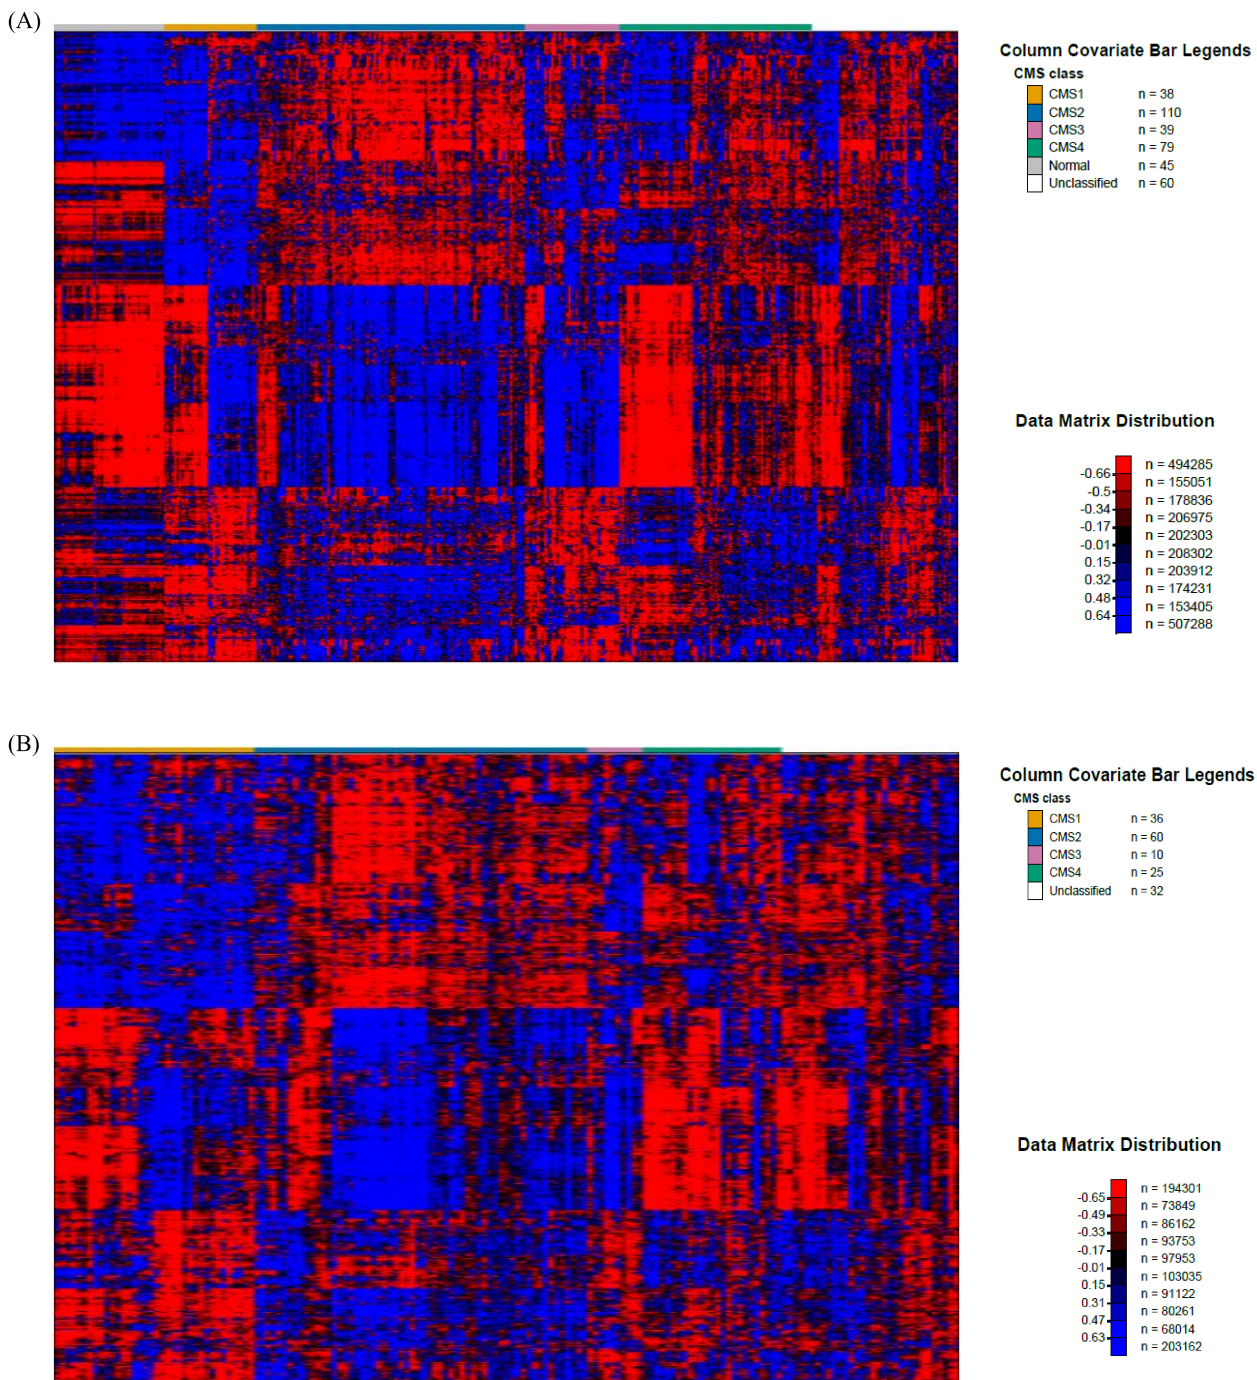 (A)
Column Covariate Bar Legends
CMS class
CMS1 n = 38
CMS2 n = 110
CMS3 n = 39
CMS4 n = 79
Normal n = 45
Unclassified n = 60
Data Matrix Distribution
n = 494285
-0.66
n = 155051
-0.5
n = 178836
-0.34
n = 206975
-0.17
n = 202303
-0.01
n = 208302
0.15
n = 203912
0.32
n = 174231
0.48
n = 153405
0.64
n = 507288
(B)
Column Covariate Bar Legends
CMS class
CMS1 n = 36
CMS2 n = 60
CMS3 n = 10
CMS4 n = 25
Unclassified n = 32
Data Matrix Distribution
n = 194301
-0.65
n = 73849
-0.49
n = 86162
-0.33
n = 93753
-0.17
n = 97953
-0.01
n = 103035
0.15
n = 91122
0.31
n = 80261
0.47
n = 68014
0.63
n = 203162